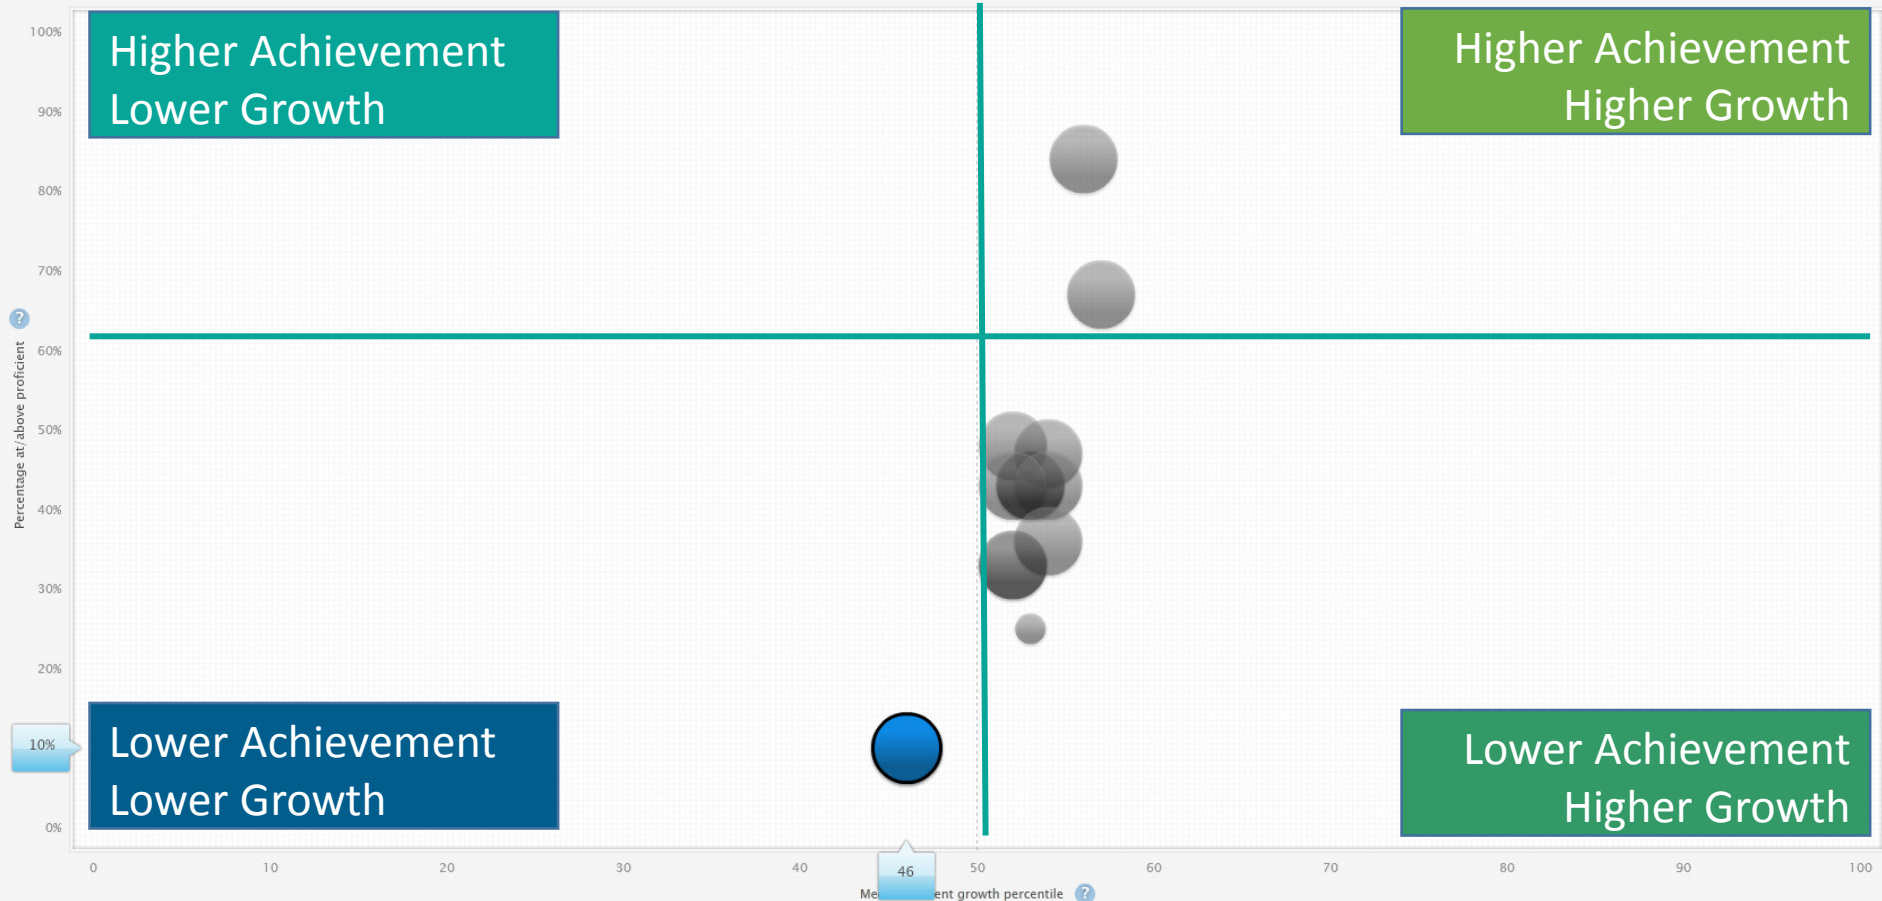 100%
90%
80%
70%
60%
50%
40%
30%
20%
10%
0%
Percentage at/above proficient
?
Higher Achievement
Lower Growth
Higher Achievement
Higher Growth
Lower Achievement
Lower Growth
Lower Achievement
Higher Growth
0 10 20 30 40 46 50 60 70 80 90 100
growth percentile ?